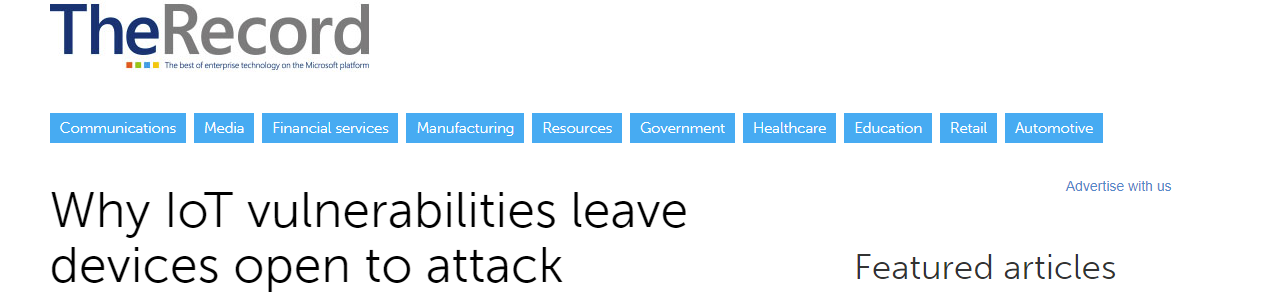 TheRecord
The best of enterprise technology on the Microsoft platform
Communications
Media
Financial services
Manufacturing
Resources
Government
Healthcare
Education
Retail
Automotive
Why IoT vulnerabilities leave
devices open to attack
Advertise with us
Featured articles